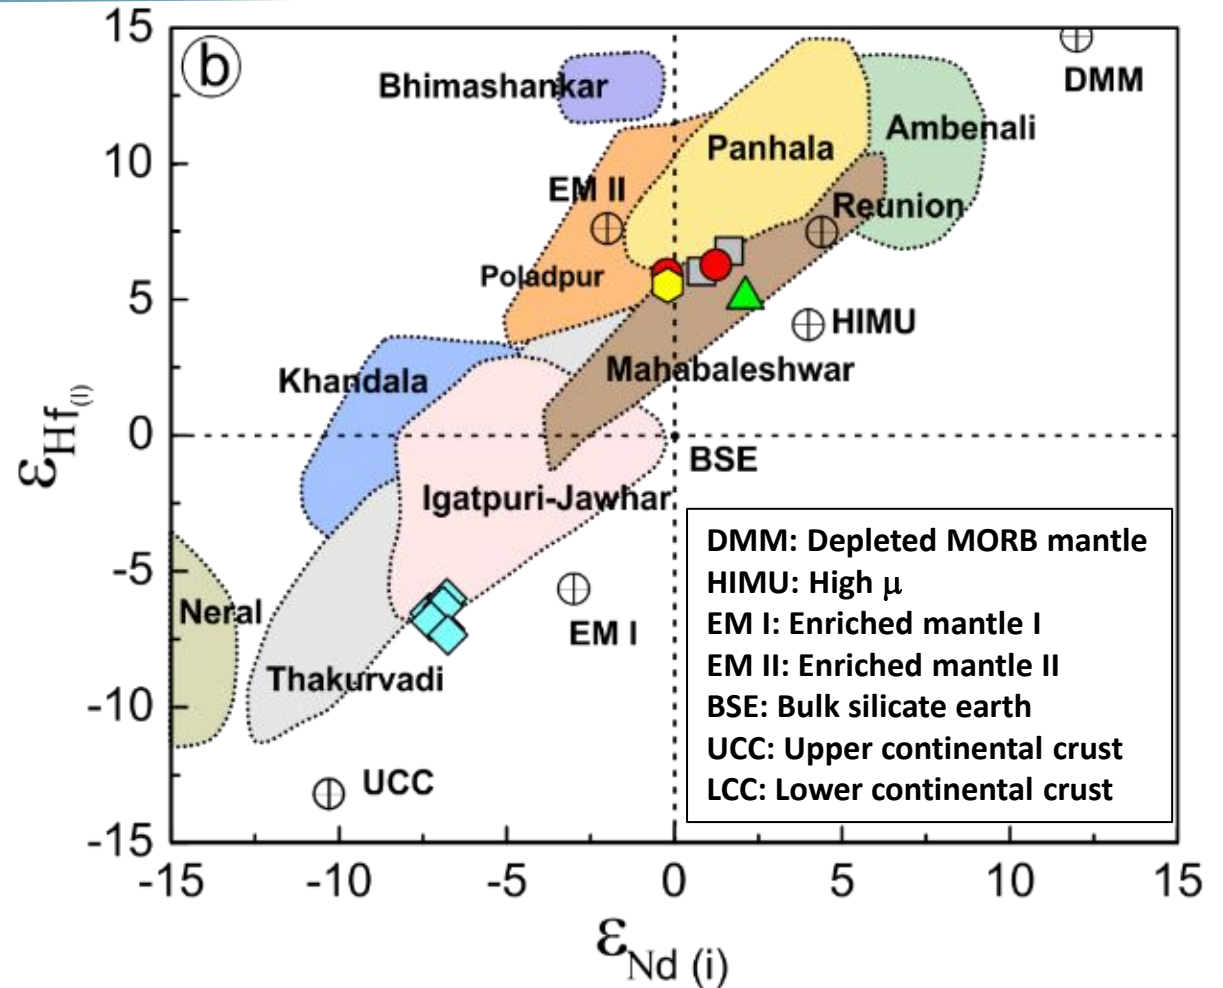 15
b
Bhimashankar
DMM
Panhala
Ambenali
10
EM II
Reunion
Poladpur
5
HIMU
Mahabaleshwar
Khandala
εHf(I)
0
BSE
Igatpuri-Jawhar
DMM: Depleted MORB mantle
HIMU: High μ
EM I: Enriched mantle I
EM II: Enriched mantle II
BSE: Bulk silicate earth
UCC: Upper continental crust
LCC: Lower continental crust
-5
Neral
EM I
Thakurvadi
-10
UCC
-15
-15 -10 -5 0 5 10 15
εNd (i)